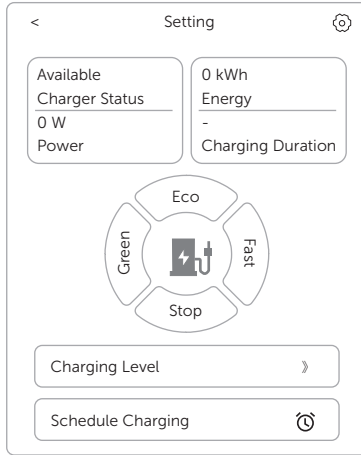 < Setting
Available
Charger Status
0 W
Power
0 kWh
Energy
-
Charging Duration
Eco
Green
Fast
Stop
Charging Level 》
Schedule Charging